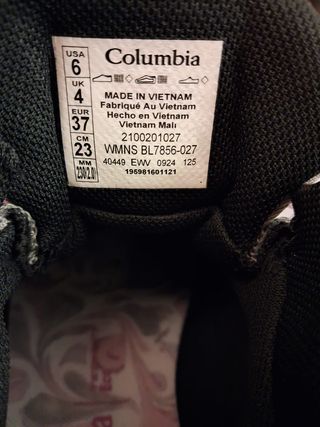 USA
6
UK
4
EUR
37
CM
23
MM
230/2.0
Columbia
MADE IN VIETNAM
Fabriqué Au Vietnam
Hecho en Vietnam
Vietnam Malı
2100201027
WMNS BL7856-027
40449 EWV 0924 125
195981601121